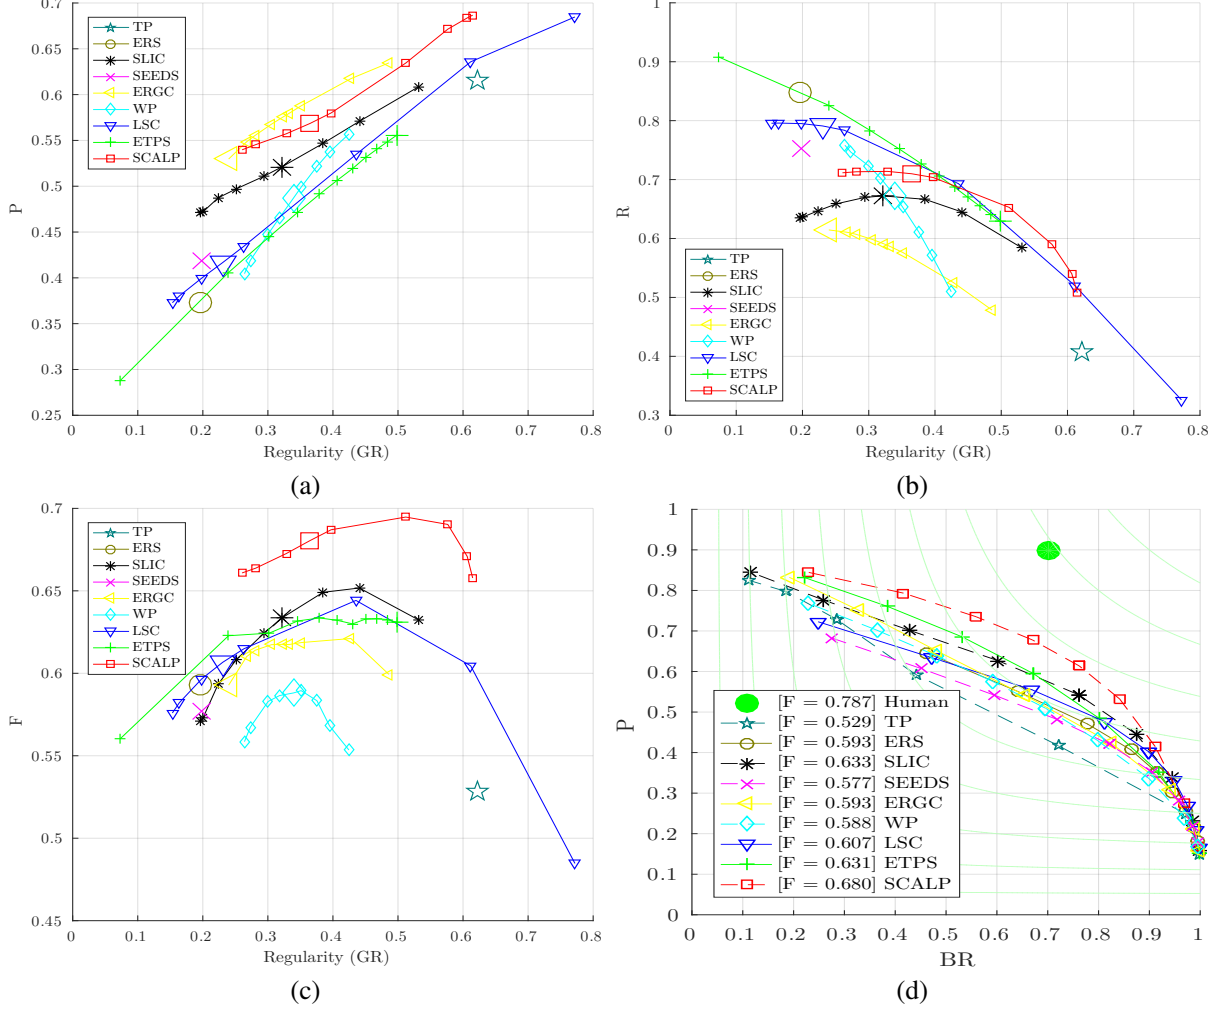 0.7
0.65
0.6
0.55
0.5
0.45
0.4
0.35
0.3
0.25
P
TP
ERS
SLIC
SEEDS
ERGC
WP
LSC
ETPS
SCALP
0 0.1 0.2 0.3 0.4 0.5 0.6 0.7 0.8
Regularity (GR)
(a)
1
0.9
0.8
0.7
0.6
0.5
0.4
0.3
R
TP
ERS
SLIC
SEEDS
ERGC
WP
LSC
ETPS
SCALP
0 0.1 0.2 0.3 0.4 0.5 0.6 0.7 0.8
Regularity (GR)
(b)
0.7
0.65
0.6
0.55
0.5
0.45
F
TP
ERS
SLIC
SEEDS
ERGC
WP
LSC
ETPS
SCALP
0 0.1 0.2 0.3 0.4 0.5 0.6 0.7 0.8
Regularity (GR)
(c)
1
0.9
0.8
0.7
0.6
0.5
0.4
0.3
0.2
0.1
0
P
[F = 0.787] Human
[F = 0.529] TP
[F = 0.593] ERS
[F = 0.633] SLIC
[F = 0.577] SEEDS
[F = 0.593] ERGC
[F = 0.588] WP
[F = 0.607] LSC
[F = 0.631] ETPS
[F = 0.680] SCALP
0 0.1 0.2 0.3 0.4 0.5 0.6 0.7 0.8 0.9 1
BR
(d)